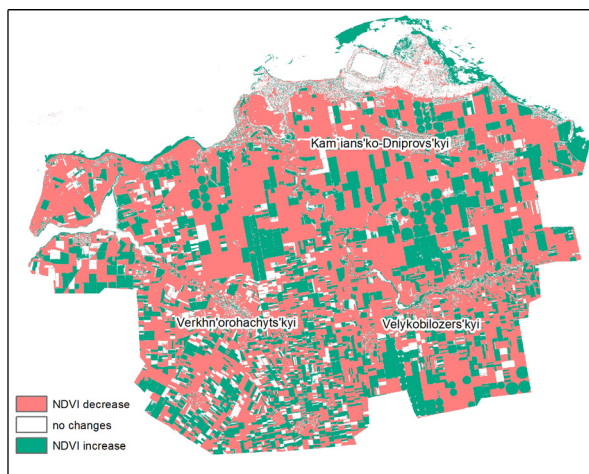 Kam`ians'ko-Dniprovs'kyi
Verkhn'orohachyts'kyi
Velykobilozers'kyi
NDVI decrease
no changes
NDVI increase